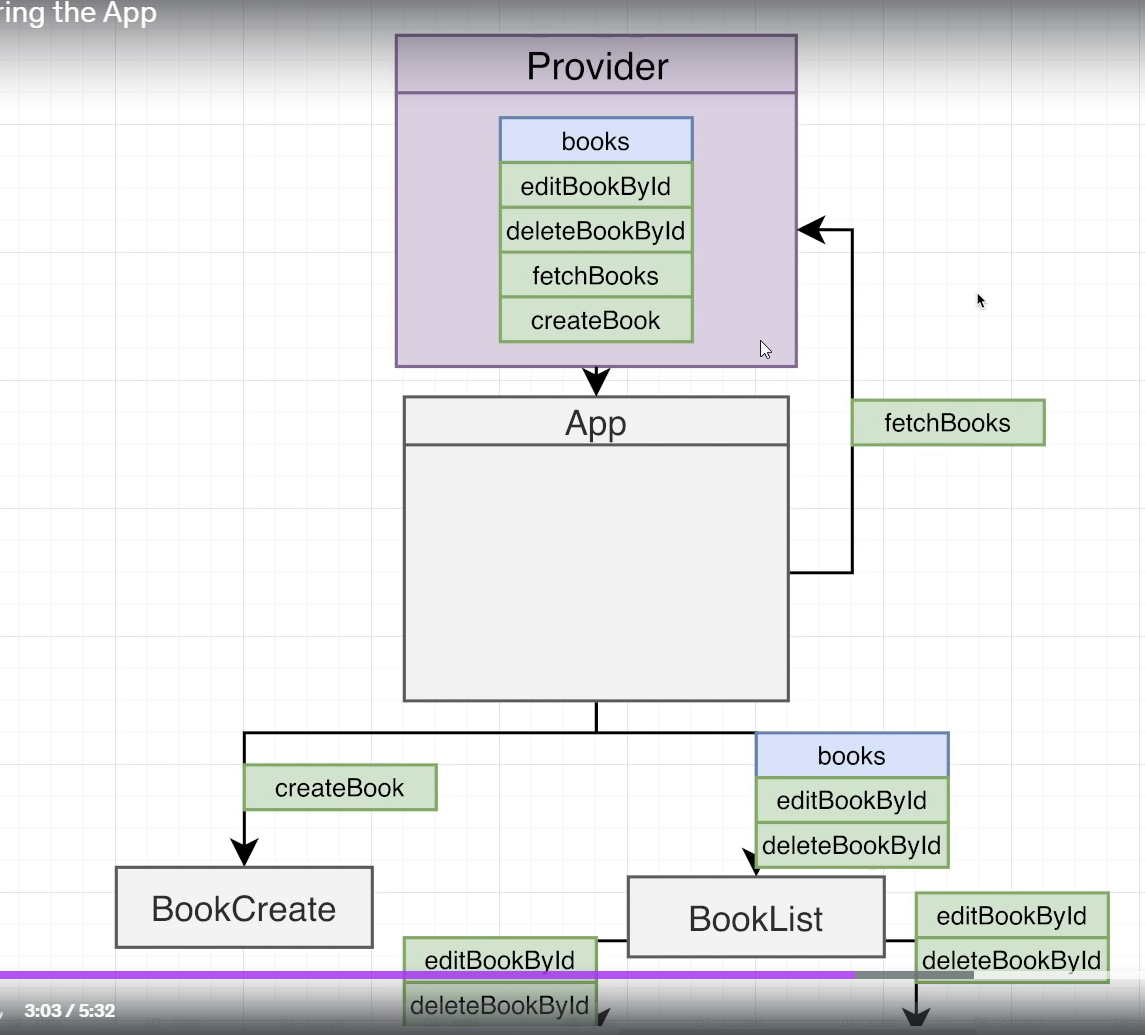 ring the App
Provider
books
editBookById
deleteBookById
fetchBooks
createBook
App
fetchBooks
books
createBook
editBookById
deleteBookById
BookCreate
BookList
editBookById
deleteBookById
editBookById
deleteBookById
3:03 / 5:32